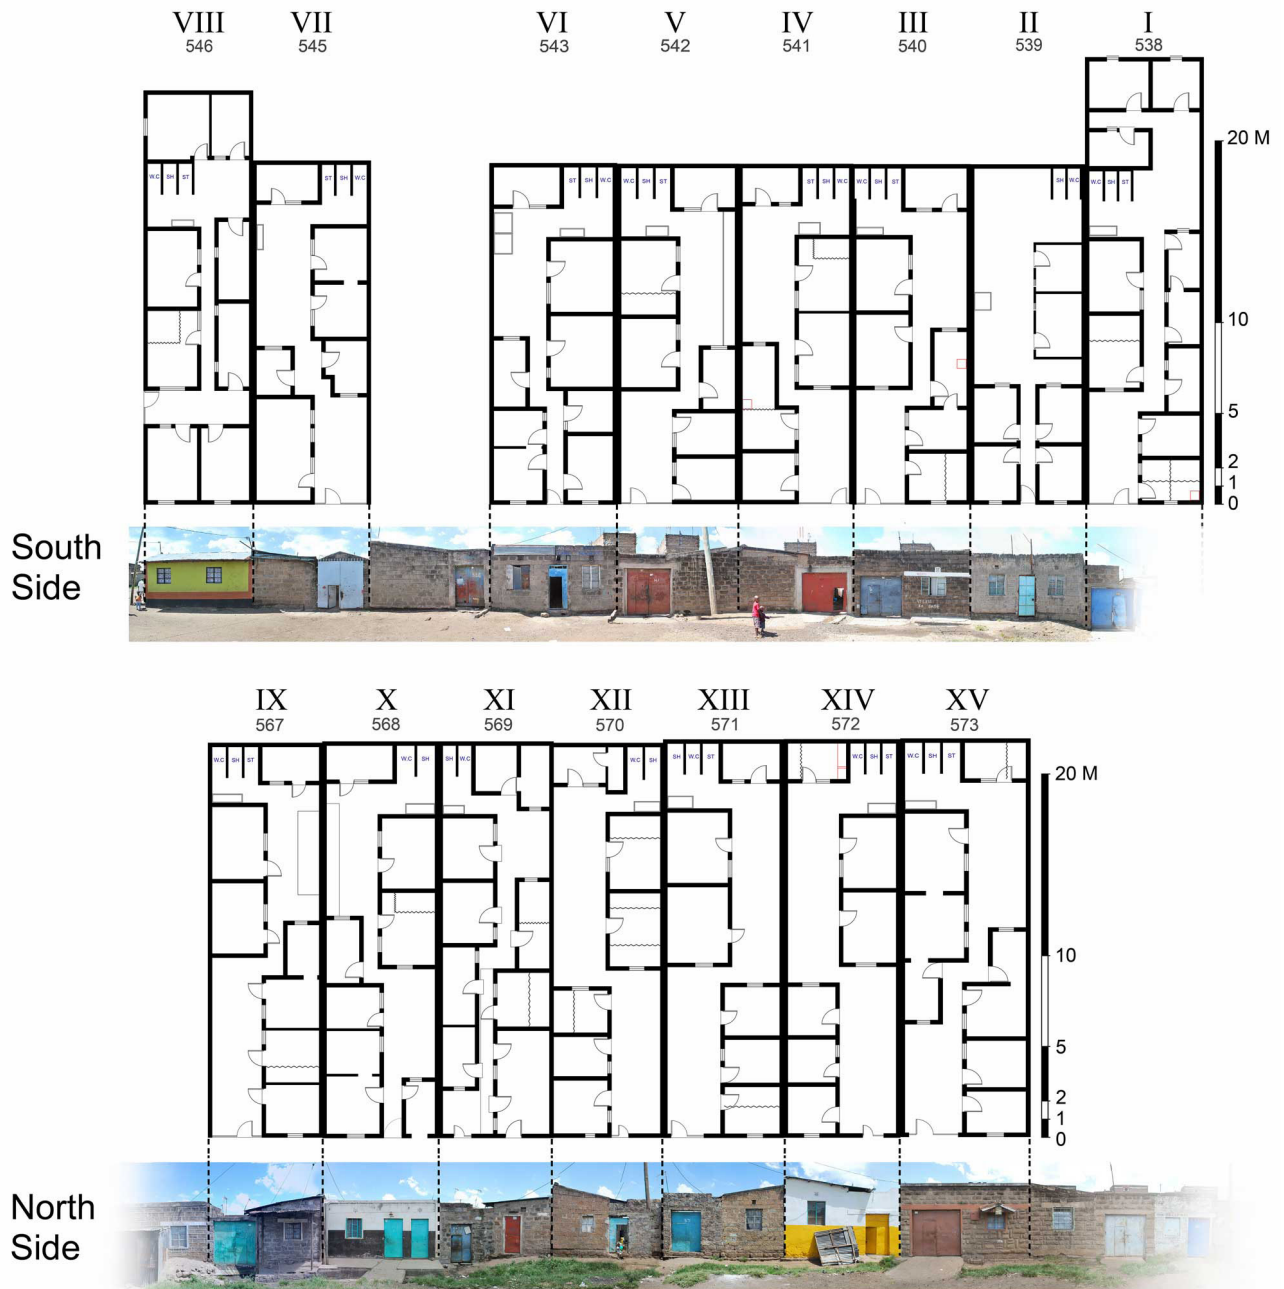 VIII VII VI V IV III II I
546 545 543 542 541 540 539 538
20 M
W.C SH ST ST SH W.C ST SH W.C W.C SH ST ST SH W.C W.C SH ST SH W.C W.C SH ST
10
5
2
1
0
South
Side
IX X XI XII XIII XIV XV
567 568 569 570 571 572 573
W.C SH ST W.C SH SH W.C W.C SH SH W.C ST W.C SH ST W.C SH ST
20 M
10
5
2
1
0
North
Side